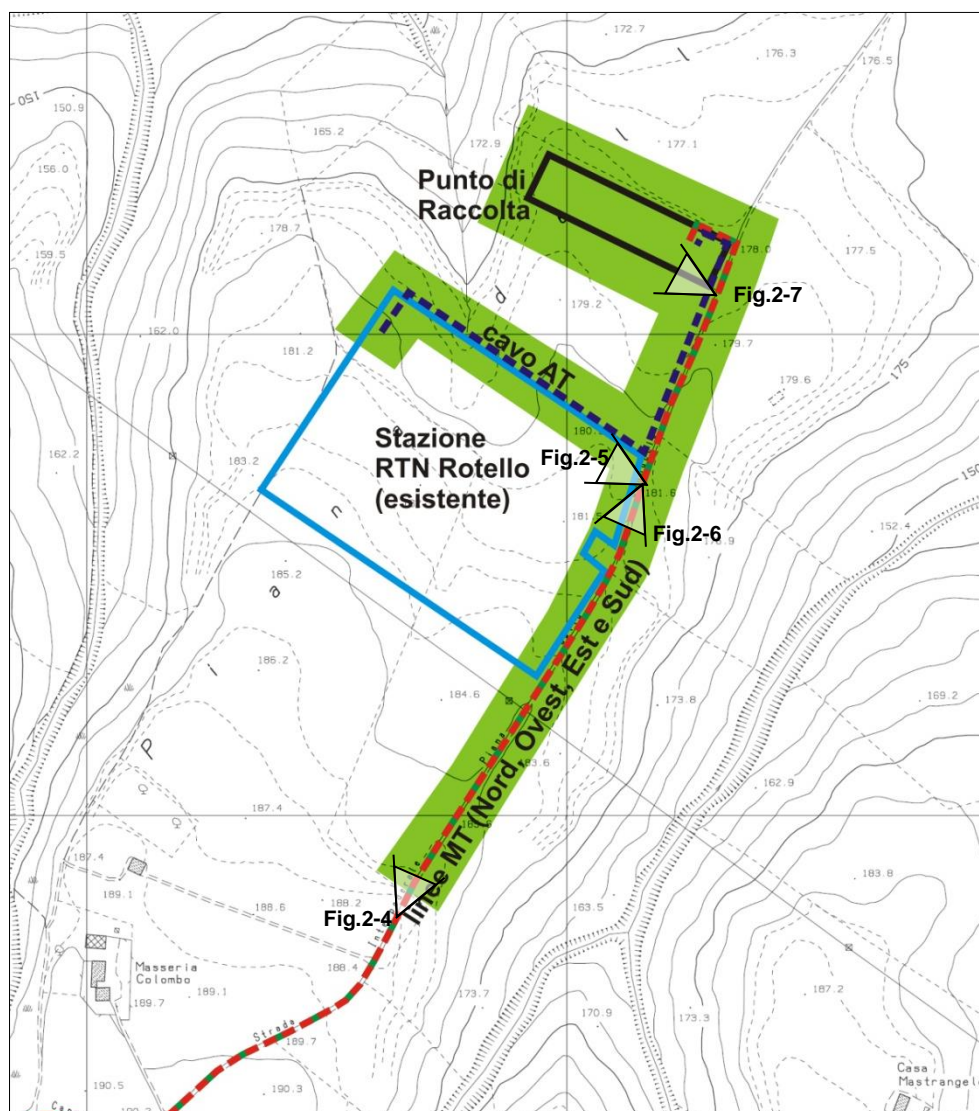 172.7
176.3
176.5
150
150.9
165.2
172.9
177.1
156.0
Punto di
Raccolta
178.7
178.0
177.5
159.5
Fig.2-7
179.2
d
162.0
179.7
181.2
cavo AT
179.6
175
180.
Stazione
RTN Rotello
(esistente)
Fig.2-5
162.2
183.2
181.6
181.5
Fig.2-6
152.4
n
185.2
a
linee MT (Nord, Ovest, Est e Sud)
i
185.2
184.6
173.8
169.2
P
Piana
183.6
162.9
187.4
187.4
189.1
188.2
183.8
188.6
Fig.2-4
163.5
188.4
Masseria
Colombo
189.1
189.7
173.7
187.2
Strada
189.7
170.9
173.3
190.5
190.3
Casa
Mastrangelo